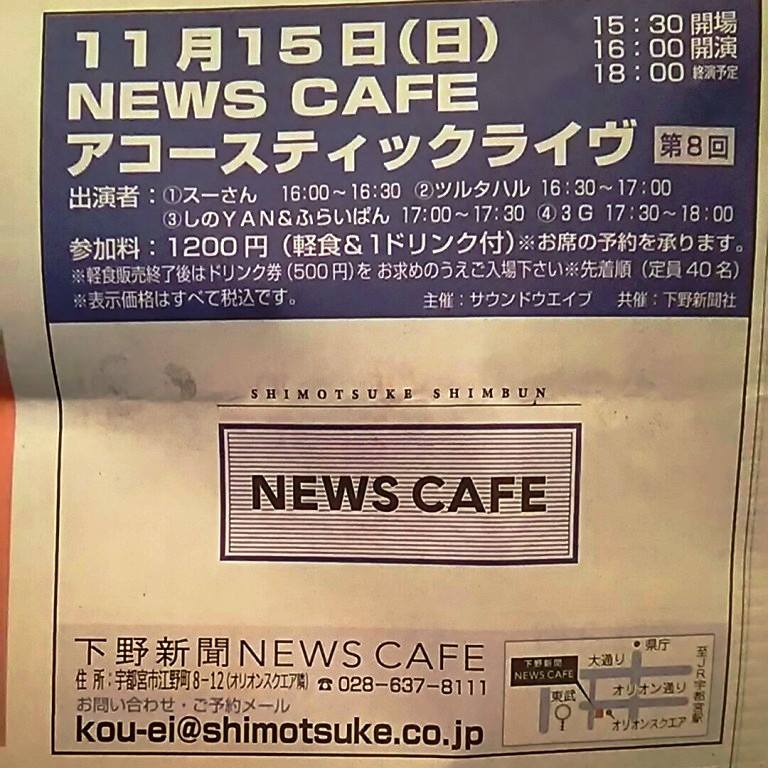 11月15日(日)
15:30 開場
16:00 開演
18:00 終演予定
NEWS CAFE
アコースティックライヴ 第8回
出演者:①スーさん 16:00~16:30 ②ツルタハル 16:30~17:00
③しのYAN&ふらいぱん 17:00~17:30 ④3G 17:30~18:00
参加料:1200円(軽食&1ドリンク付)※お席の予約を承ります。
※軽食販売終了後はドリンク券(500円)をお求めのうえご入場下さい※先着順(定員40名)
※表示価格はすべて税込です。 主催:サウンドウエイブ 共催:下野新聞社
SHIMOTSUKE SHIMBUN
NEWS CAFE
下野新聞NEWS CAFE
住所:宇都宮市江野町8-12(オリオンスクエア隣) ☎028-637-8111
お問い合わせ・ご予約メール
kou-ei@shimotsuke.co.jp
県庁
下野新聞
NEWS CAFE
大通り
至JR宇都宮駅
東武
オリオン通り
オリオンスクエア